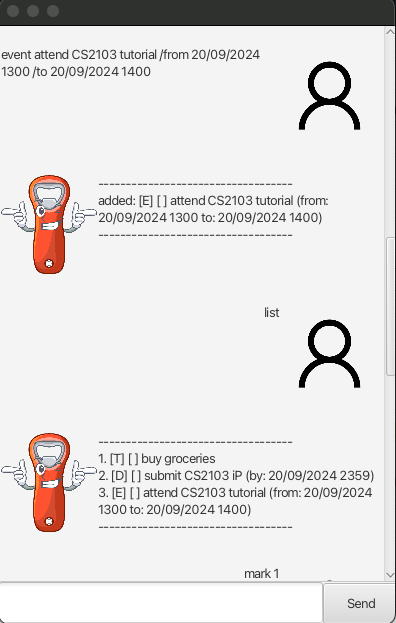 event attend CS2103 tutorial /from 20/09/2024
1300 /to 20/09/2024 1400
------------------------------------
added: [E] [ ] attend CS2103 tutorial (from:
20/09/2024 1300 to: 20/09/2024 1400)
------------------------------------
list
------------------------------------
1. [T] [ ] buy groceries
2. [D] [ ] submit CS2103 iP (by: 20/09/2024 2359)
3. [E] [ ] attend CS2103 tutorial (from: 20/09/2024
1300 to: 20/09/2024 1400)
------------------------------------
mark 1
Send